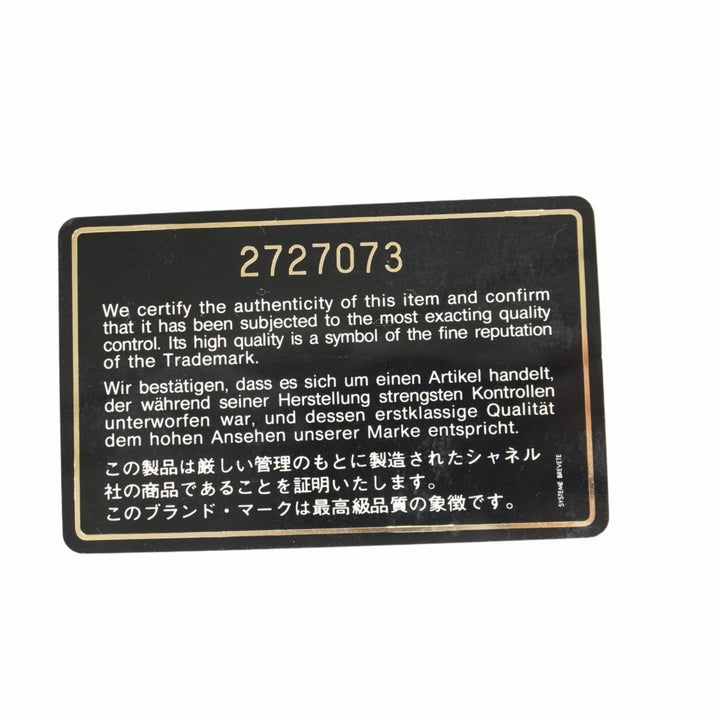 2727073
We certify the authenticity of this item and confirm
that it has been subjected to the most exacting quality
control. Its high quality is a symbol of the fine reputation
of the Trademark.
Wir bestätigen, dass es sich um einen Artikel handelt,
der während seiner Herstellung strengsten Kontrollen
unterworfen war, und dessen erstklassige Qualität
dem hohen Ansehen unserer Marke entspricht.
この製品は厳しい管理のもとに製造されたシャネル
社の商品であることを証明いたします。
このブランド・マークは最高級品質の象徴です。
SYSTEME BREVETE